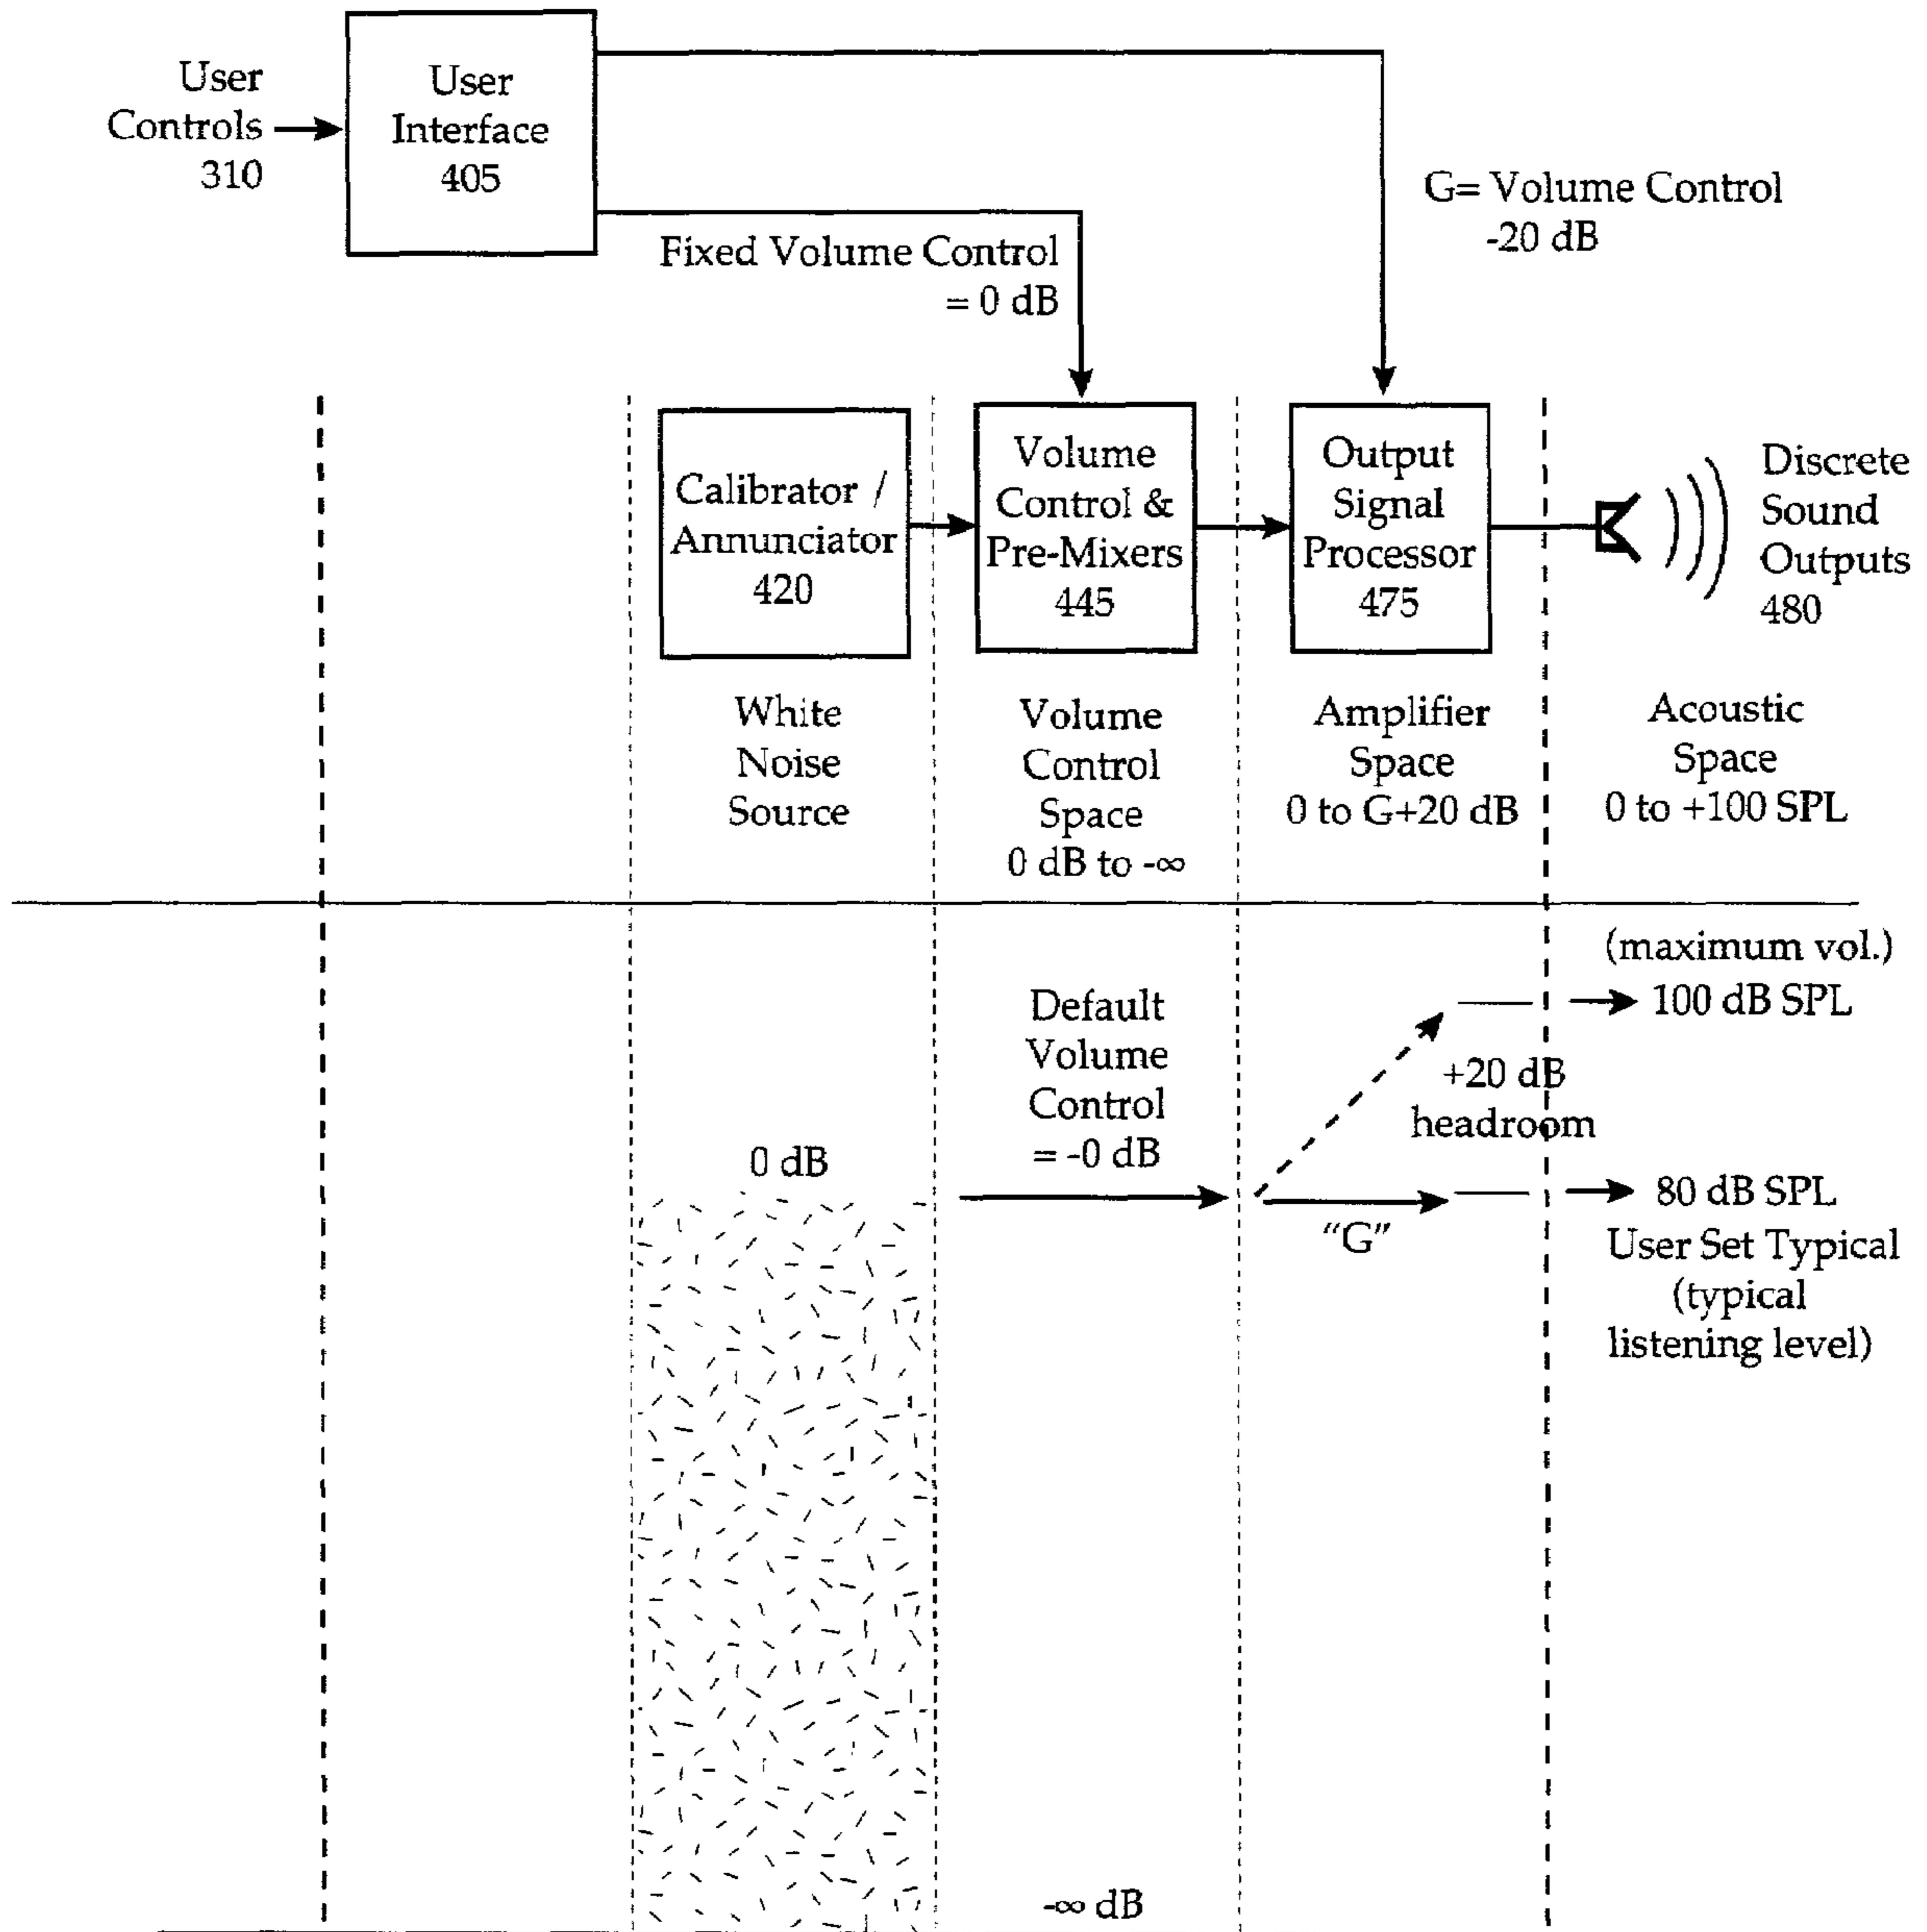 User
Controls
310
User
Interface
405
Fixed Volume Control
= 0 dB
G= Volume Control
-20 dB
Calibrator /
Annunciator
420
Volume
Control &
Pre-Mixers
445
Output
Signal
Processor
475
Discrete
Sound
Outputs
480
White
Noise
Source
Volume
Control
Space
0 dB to -∞
Amplifier
Space
0 to G+20 dB
Acoustic
Space
0 to +100 SPL
(maximum vol.)
100 dB SPL
Default
Volume
Control
= -0 dB
+20 dB
headroom
0 dB
"G"
80 dB SPL
User Set Typical
(typical
listening level)
-∞ dB